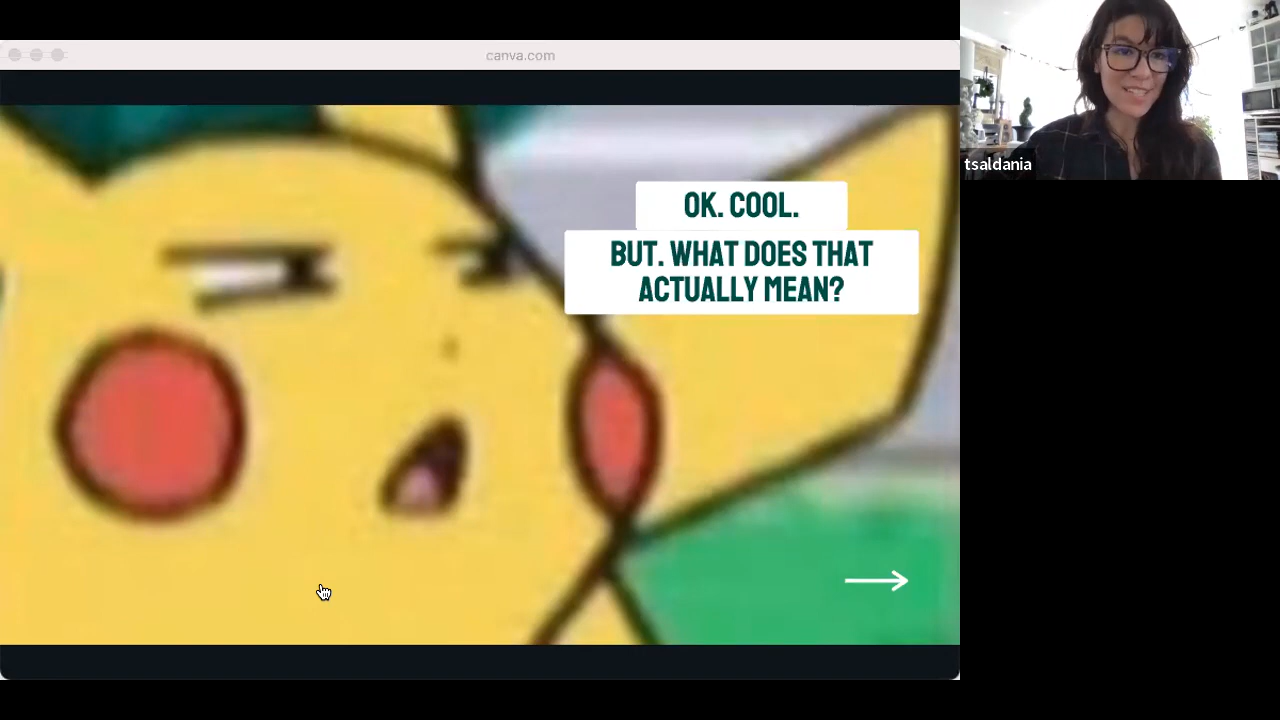 canva.com
OK. COOL.
BUT. WHAT DOES THAT
ACTUALLY MEAN?
tsaldania